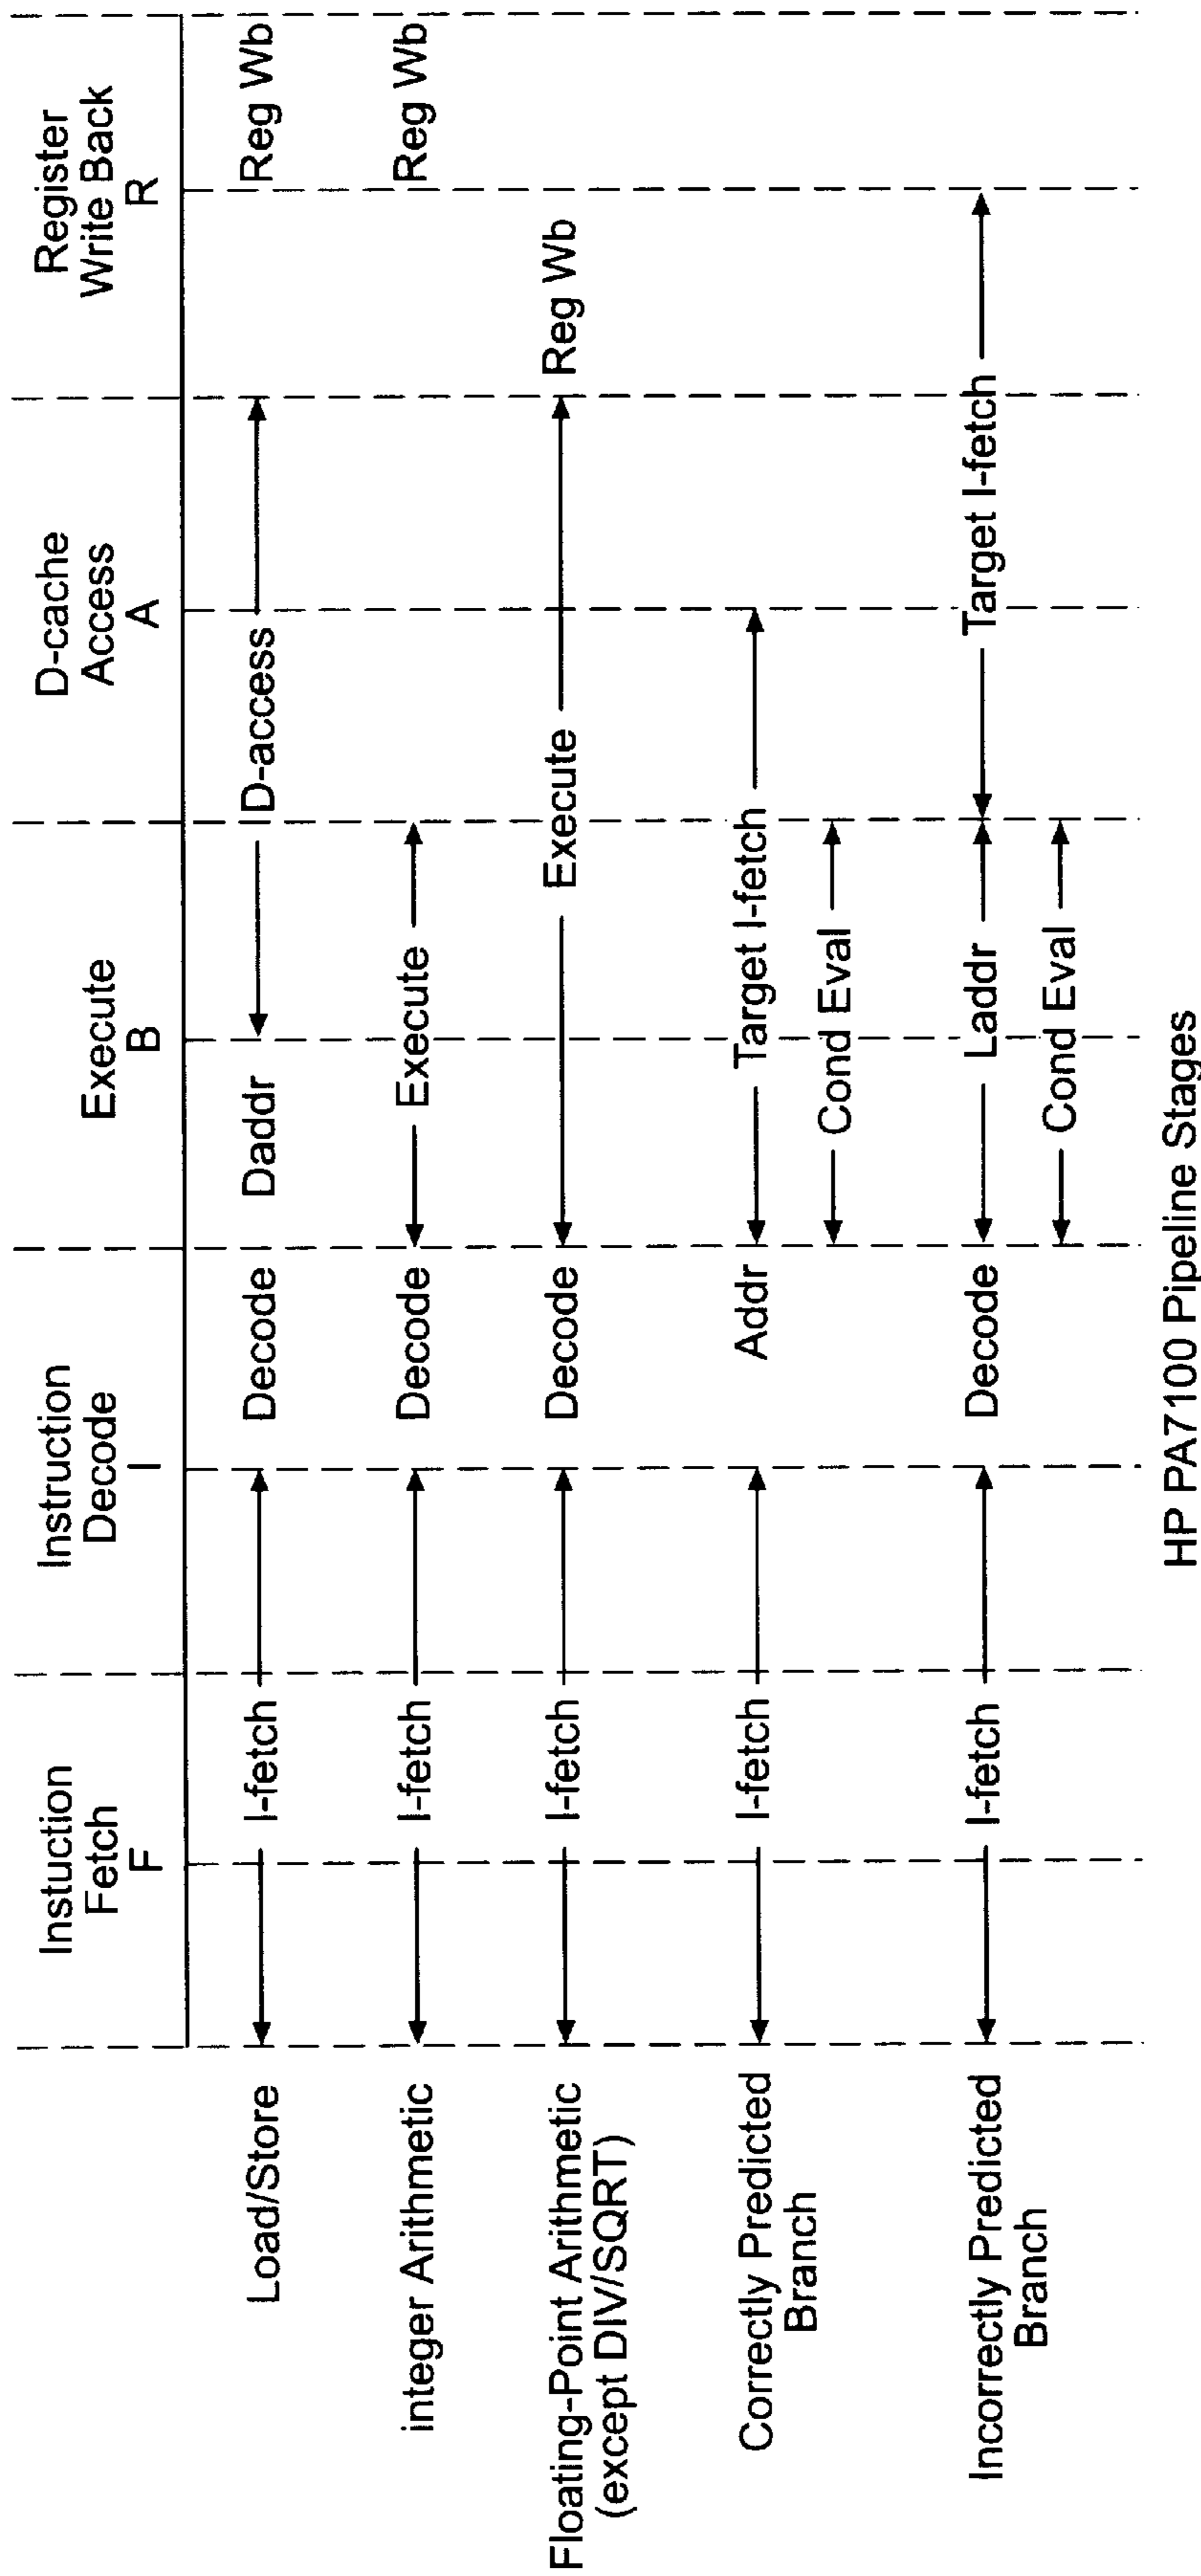 Instuction
Fetch
F
Instruction
Decode
I
Execute
B
D-cache
Access
A
Register
Write Back
R
Load/Store
I-fetch
Decode
Daddr
D-access
Reg Wb
integer Arithmetic
I-fetch
Decode
Execute
Reg Wb
Floating-Point Arithmetic
(except DIV/SQRT)
I-fetch
Decode
Execute
Reg Wb
Correctly Predicted
Branch
I-fetch
Addr
Target I-fetch
Cond Eval
Incorrectly Predicted
Branch
I-fetch
Decode
Laddr
Target I-fetch
Cond Eval
HP PA7100 Pipeline Stages